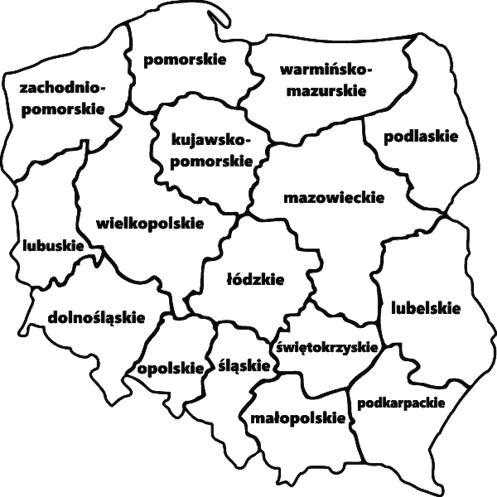 pomorskie
warmińsko-
mazurskie
zachodnio-
pomorskie
kujawsko-
pomorskie
podlaskie
mazowieckie
wielkopolskie
lubuskie
łódzkie
lubelskie
dolnośląskie
świętokrzyskie
opolskie
śląskie
podkarpackie
małopolskie